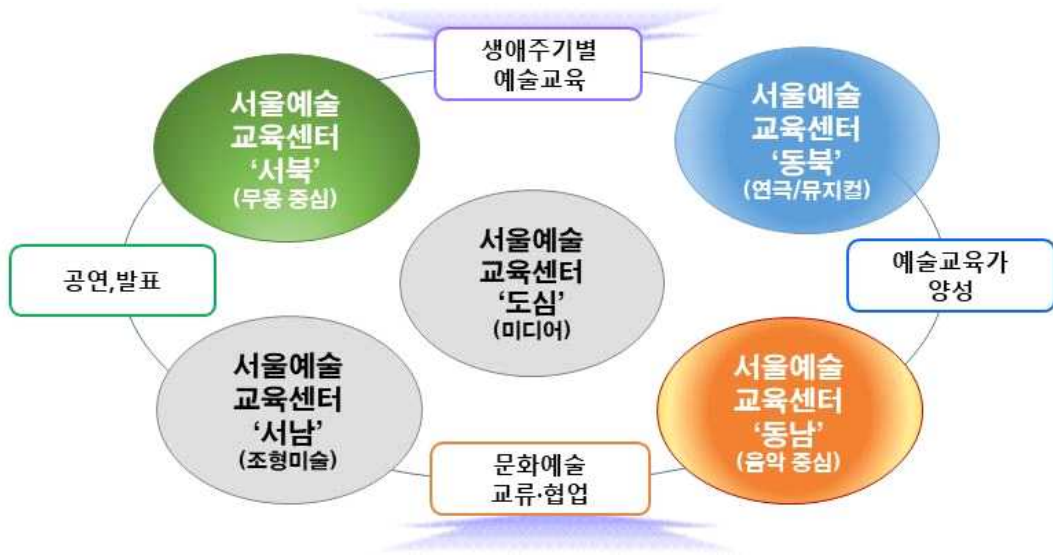 생애주기별
예술교육
서울예술
교육센터
‘서북’
(무용 중심)
서울예술
교육센터
‘동북’
(연극/뮤지컬)
서울예술
교육센터
‘도심’
(미디어)
공연,발표
예술교육가
양성
서울예술
교육센터
‘서남’
(조형미술)
서울예술
교육센터
‘동남’
(음악 중심)
문화예술
교류·협업